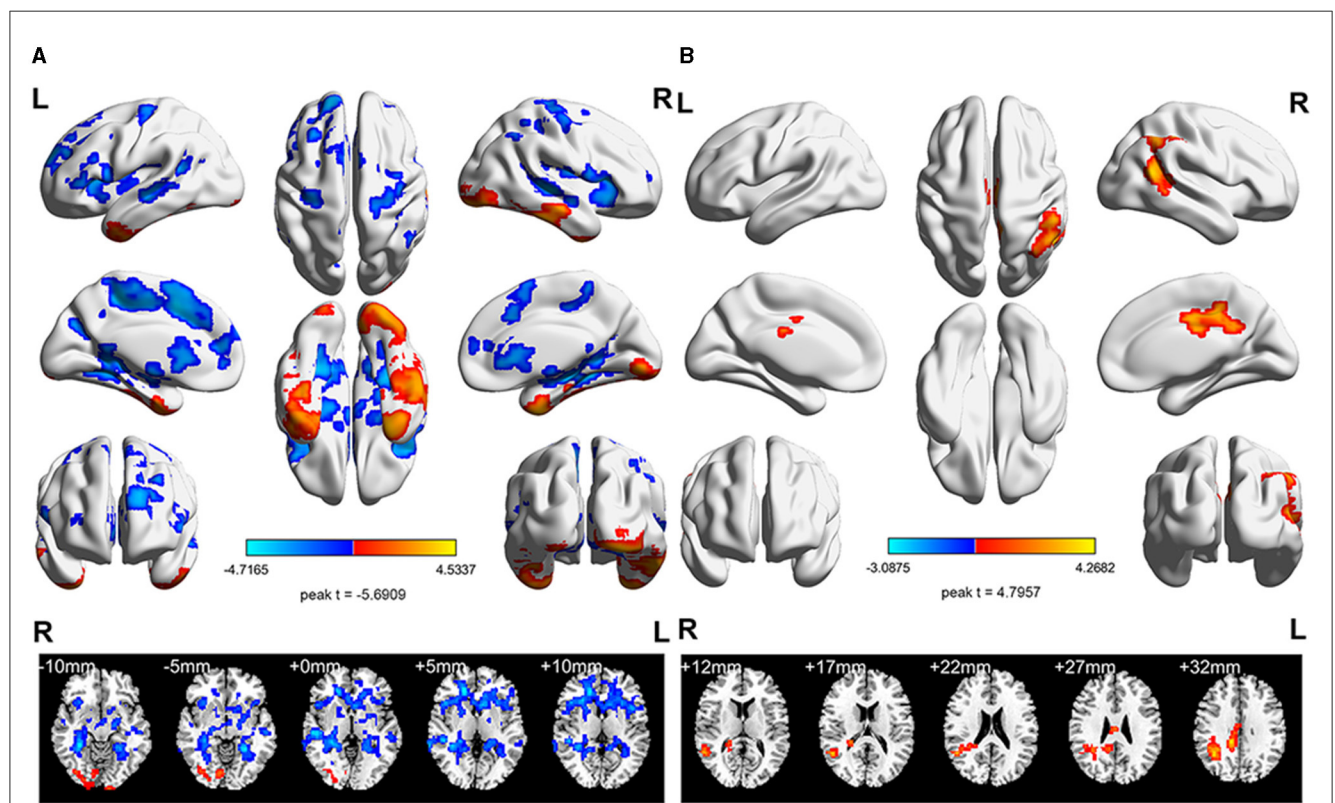 A
B
L
R
L
R
-4.7165
4.5337
peak t = -5.6909
-3.0875
4.2682
peak t = 4.7957
R
L
R
L
-10mm
-5mm
+0mm
+5mm
+10mm
+12mm
+17mm
+22mm
+27mm
+32mm